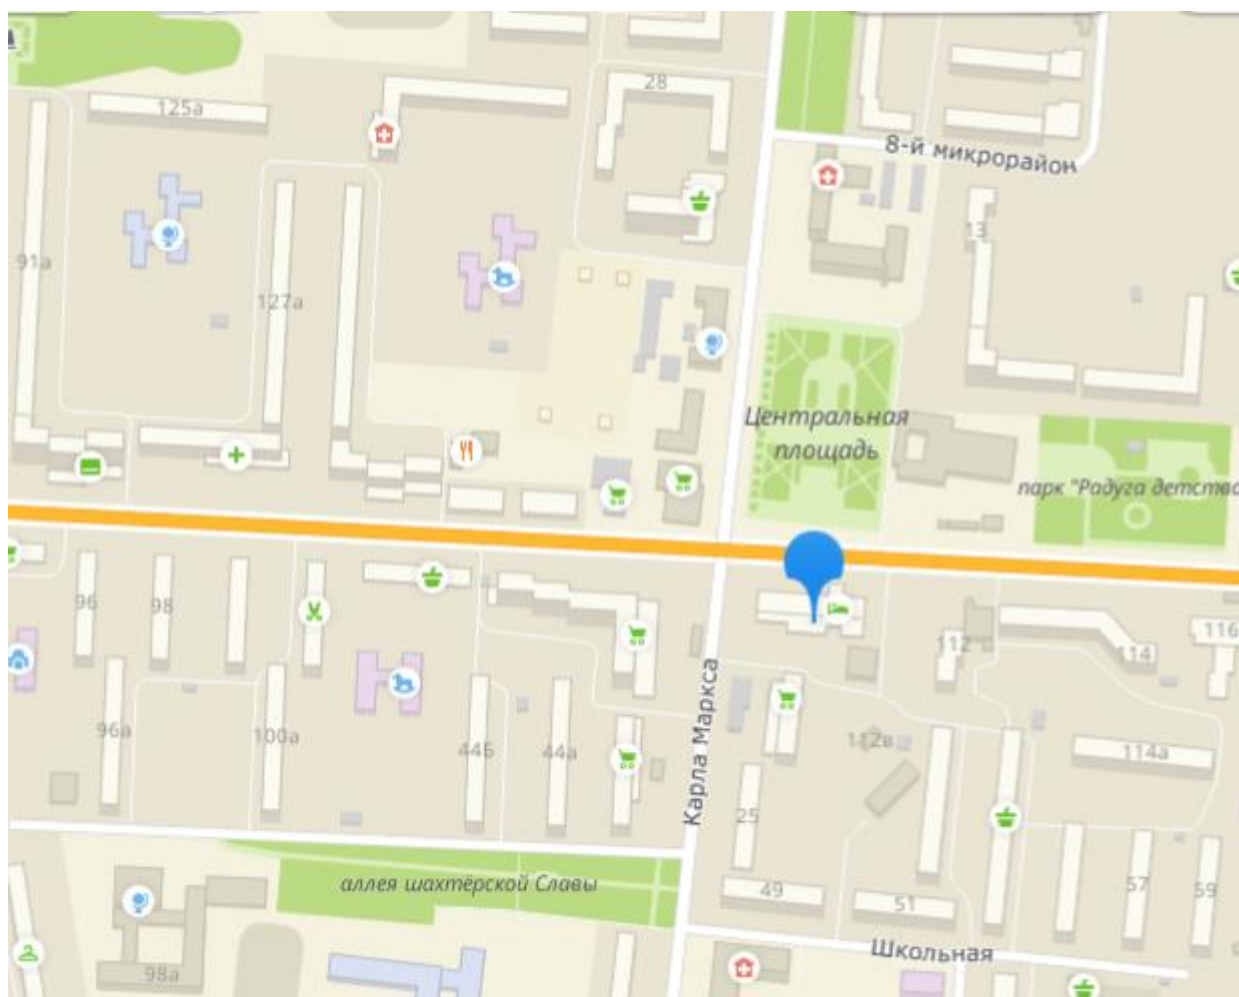 28
125а
8-й микрорайон
13
91а
127а
Центральная
площадь
парк "Радуга детства
96
98
116
112
114
Карла Маркса
96а
100а
44Б
44а
112в
114а
25
аллея шахтёрской Славы
49
51
57
59
Школьная
98а